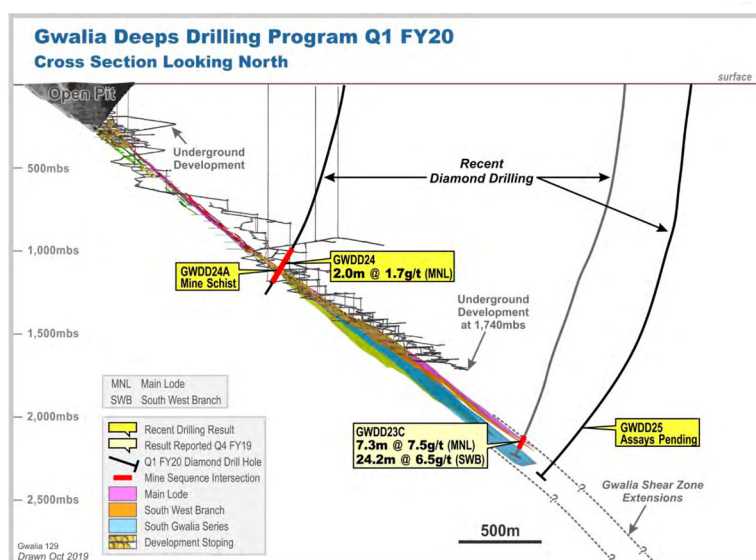 Gwalia Deeps Drilling Program Q1 FY20
Cross Section Looking North
surface
Open Pit
Underground
Development
Recent
Diamond Drilling
500mbs
1,000mbs
GWDD24
2.0m @ 1.7g/t (MNL)
GWDD24A
Mine Schist
Underground
Development
at 1,740mbs
1,500mbs
MNL Main Lode
SWB South West Branch
2,000mbs
GWDD23C
7.3m @ 7.5g/t (MNL)
24.2m @ 6.5g/t (SWB)
GWDD25
Assays Pending
Recent Drilling Result
Result Reported Q4 FY19
Q1 FY20 Diamond Drill Hole
Mine Sequence Intersection
Main Lode
South West Branch
South Gwalia Series
Development Stoping
2,500mbs
Gwalia Shear Zone
Extensions
?
?
?
?
500m
Gwalia 129
Drawn Oct 2019